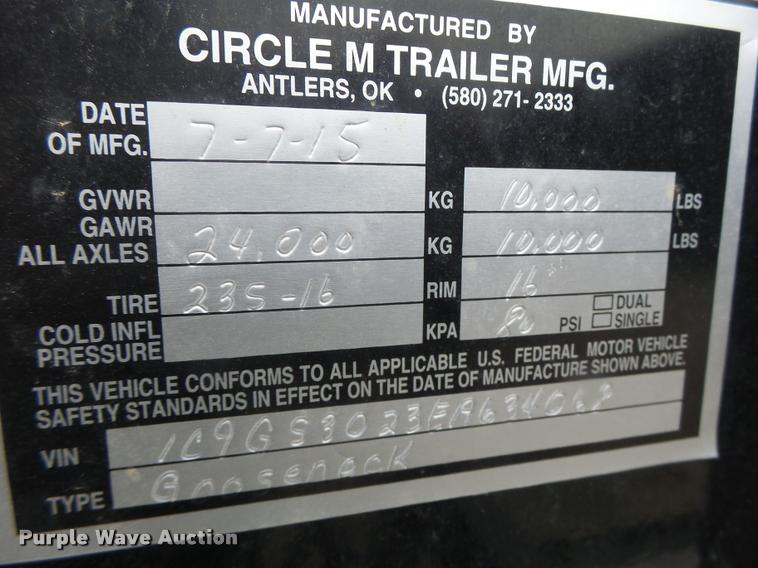 MANUFACTURED BY
CIRCLE M TRAILER MFG.
ANTLERS, OK • (580) 271-2333
DATE OF MFG. 7-7-15
GVWR KG 10,000 LBS
GAWR ALL AXLES 24,000 KG 10,000 LBS
TIRE 235-16 RIM 16"
COLD INFL PRESSURE KPA 80 PSI DUAL SINGLE
THIS VEHICLE CONFORMS TO ALL APPLICABLE U.S. FEDERAL MOTOR VEHICLE
SAFETY STANDARDS IN EFFECT ON THE DATE OF MANUFACTURE SHOWN ABOVE.
VIN 1C9GS3023EA634068
TYPE Gooseneck
Purple Wave Auction